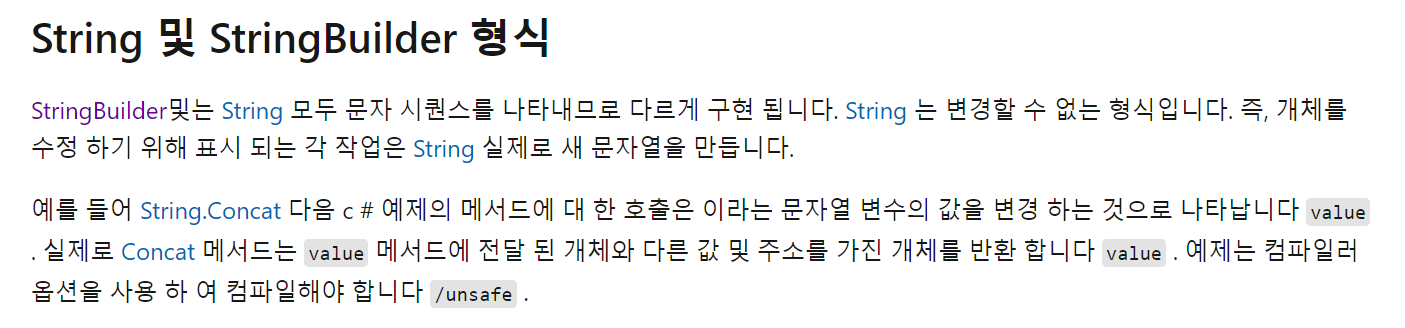 String 및 StringBuilder 형식
StringBuilder및는 String 모두 문자 시퀀스를 나타내므로 다르게 구현 됩니다. String 는 변경할 수 없는 형식입니다. 즉, 개체를
수정 하기 위해 표시 되는 각 작업은 String 실제로 새 문자열을 만듭니다.
예를 들어 String.Concat 다음 c # 예제의 메서드에 대 한 호출은 이라는 문자열 변수의 값을 변경 하는 것으로 나타납니다 value
. 실제로 Concat 메서드는 value 메서드에 전달 된 개체와 다른 값 및 주소를 가진 개체를 반환 합니다 value . 예제는 컴파일러
옵션을 사용 하 여 컴파일해야 합니다 /unsafe .